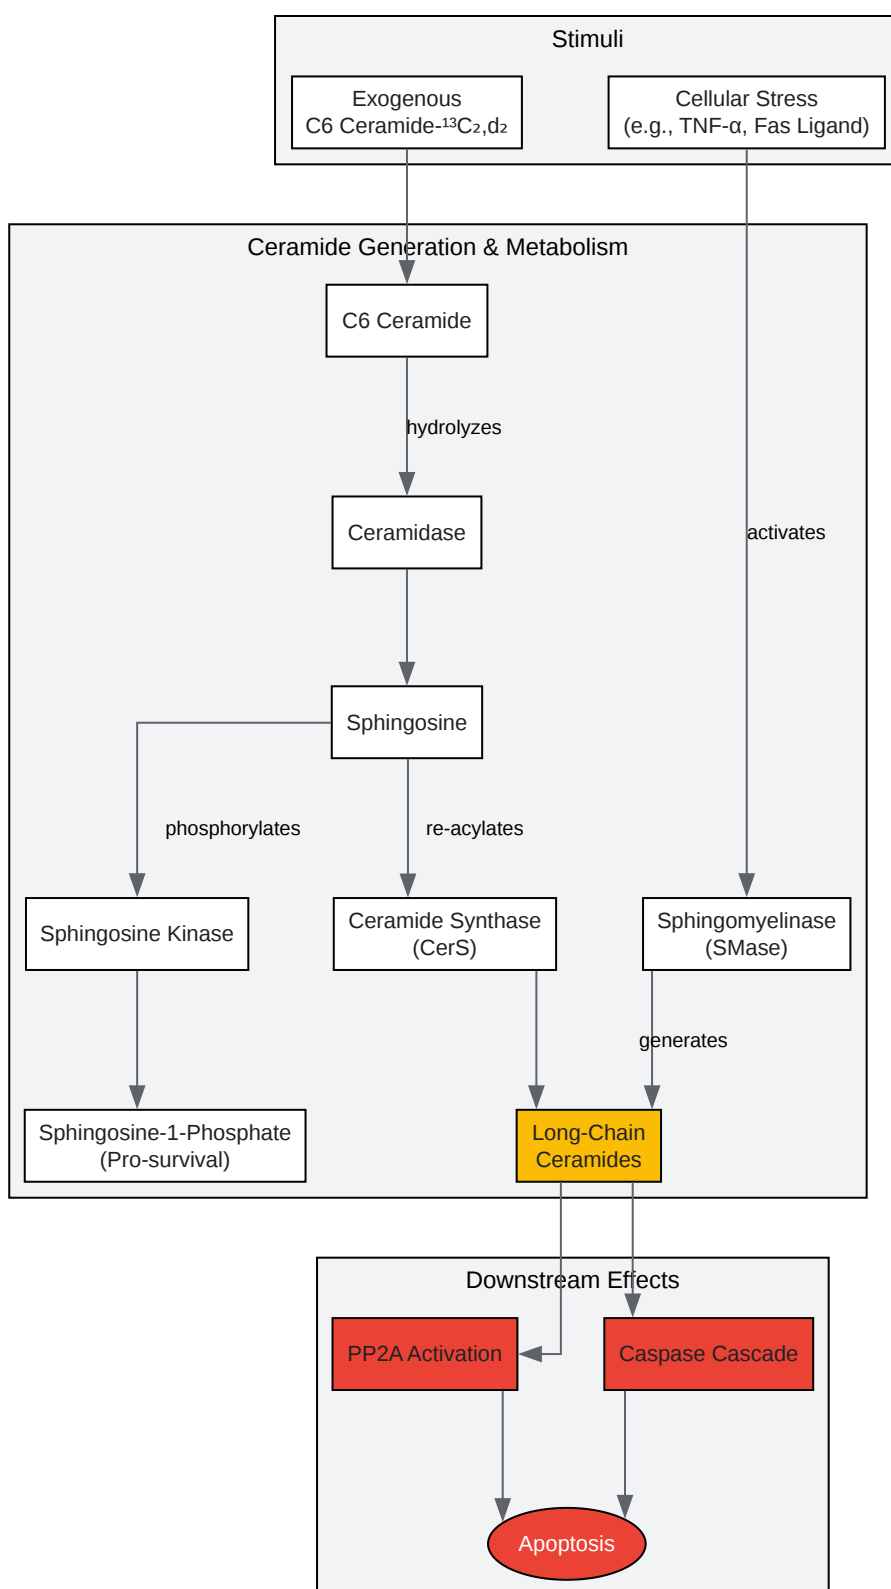 Stimuli
Exogenous
C6 Ceramide-¹³C₂,d₂
Cellular Stress
(e.g., TNF-α, Fas Ligand)
Ceramide Generation & Metabolism
C6 Ceramide
hydrolyzes
Ceramidase
activates
Sphingosine
phosphorylates
re-acylates
Sphingosine Kinase
Ceramide Synthase
(CerS)
Sphingomyelinase
(SMase)
generates
Sphingosine-1-Phosphate
(Pro-survival)
Long-Chain
Ceramides
Downstream Effects
PP2A Activation
Caspase Cascade
Apoptosis